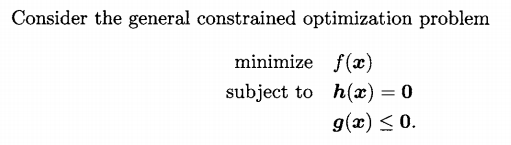 Consider the general constrained optimization problem
minimize f(x)
subject to h(x) = 0
g(x) ≤ 0.